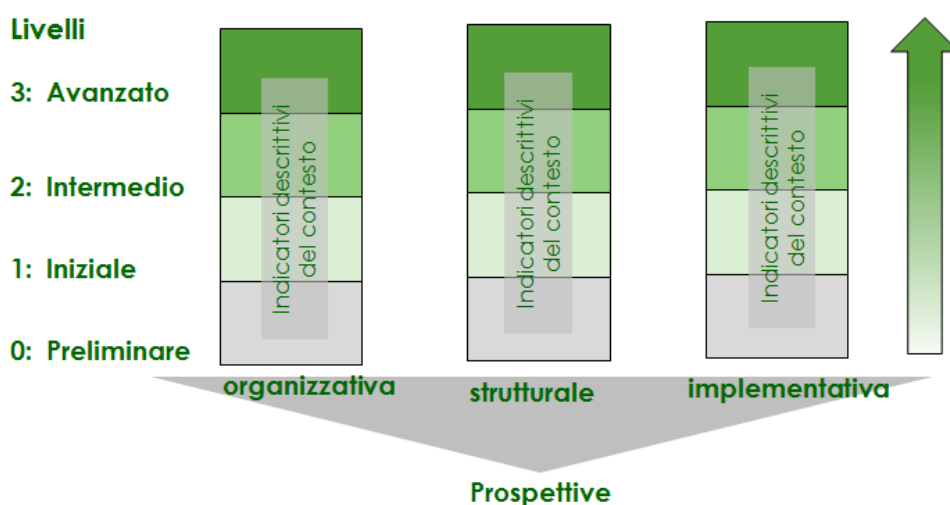 Livelli
3: Avanzato
2: Intermedio
1: Iniziale
0: Preliminare
Indicatori descrittivi
del contesto
Indicatori descrittivi
del contesto
Indicatori descrittivi
del contesto
organizzativa
strutturale
implementativa
Prospettive